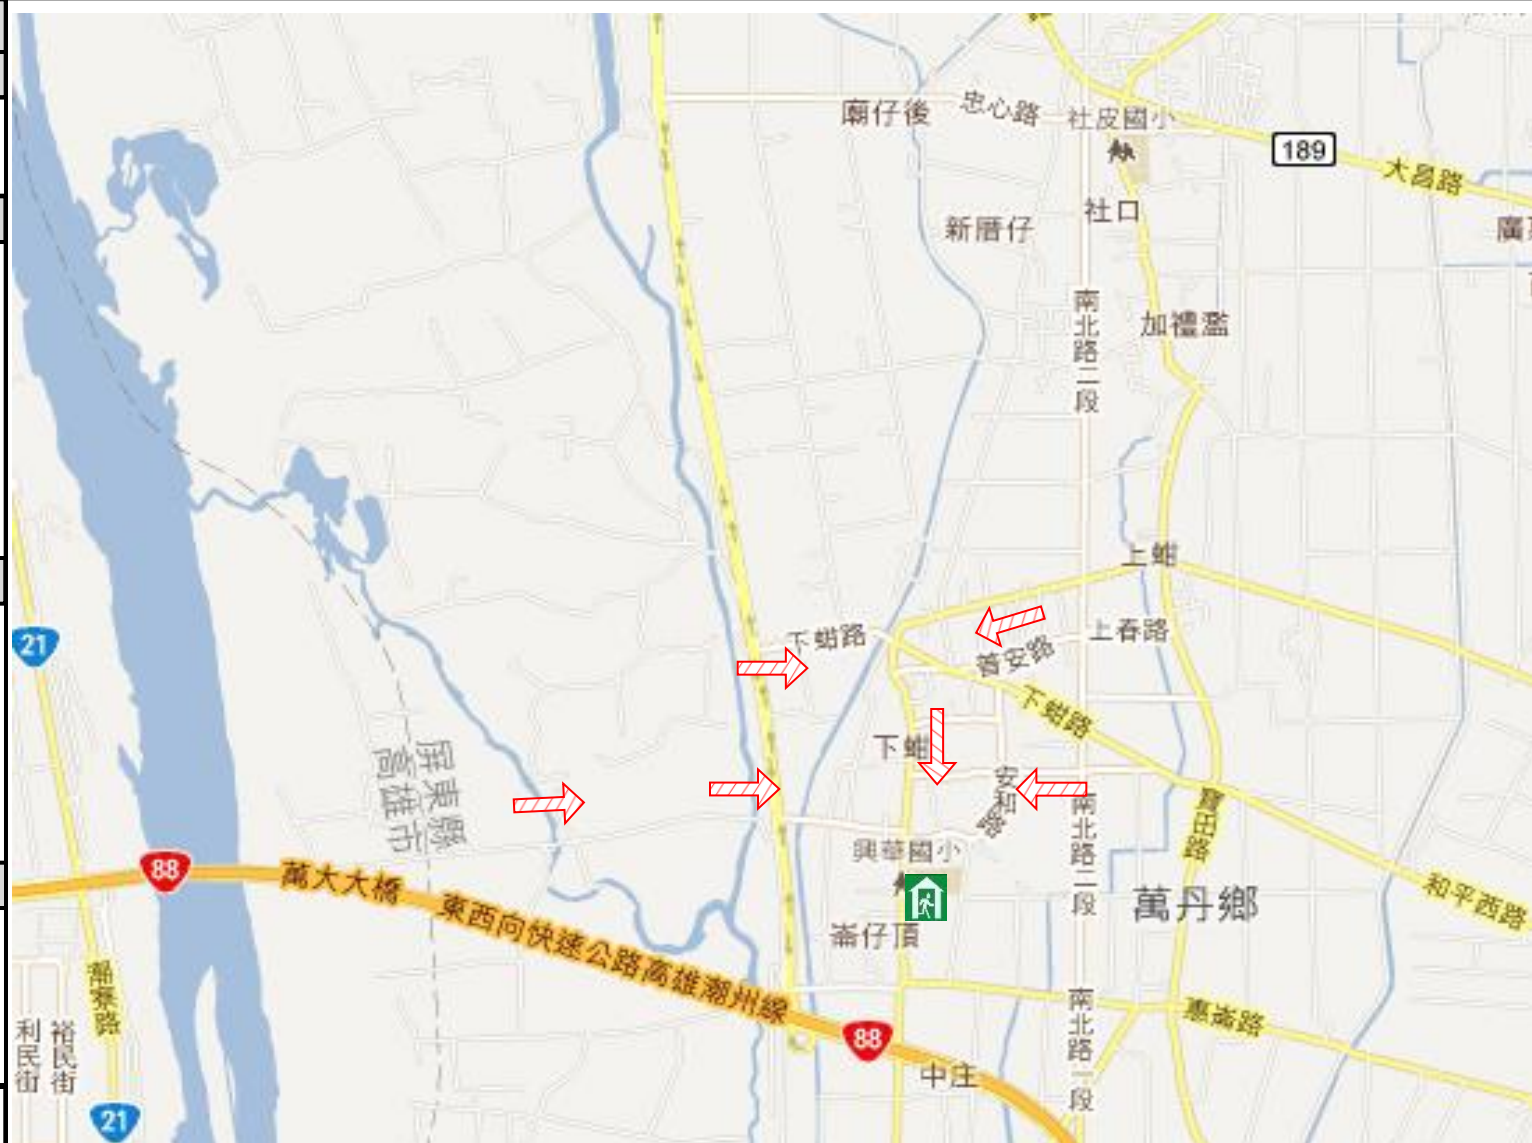 廟仔後
忠心路
社皮國小
189
大昌路
社口
新厝仔
南北路二段
加禮濫
上蚶
21
下蚶路
上春路
普安路
下蚶路
下蚶
安和路
屏東縣
高雄市
南北路二段
寶田路
興華國小
88
萬大大橋
東西向快速公路高雄潮州線
和平西路
萬丹鄉
崙仔頂
潮寮路
利民街
裕民街
南北路一段
惠崙路
88
中庄
21